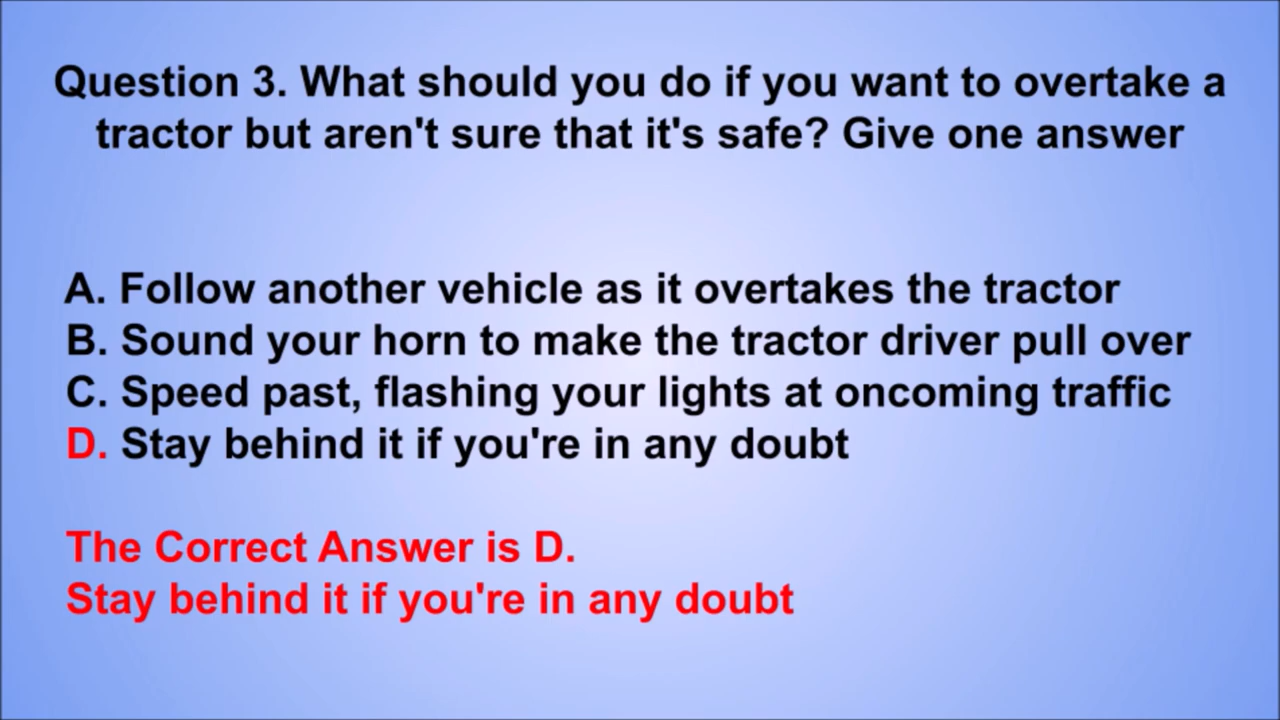 Question 3. What should you do if you want to overtake a
tractor but aren't sure that it's safe? Give one answer
A. Follow another vehicle as it overtakes the tractor
B. Sound your horn to make the tractor driver pull over
C. Speed past, flashing your lights at oncoming traffic
D. Stay behind it if you're in any doubt
The Correct Answer is D.
Stay behind it if you're in any doubt